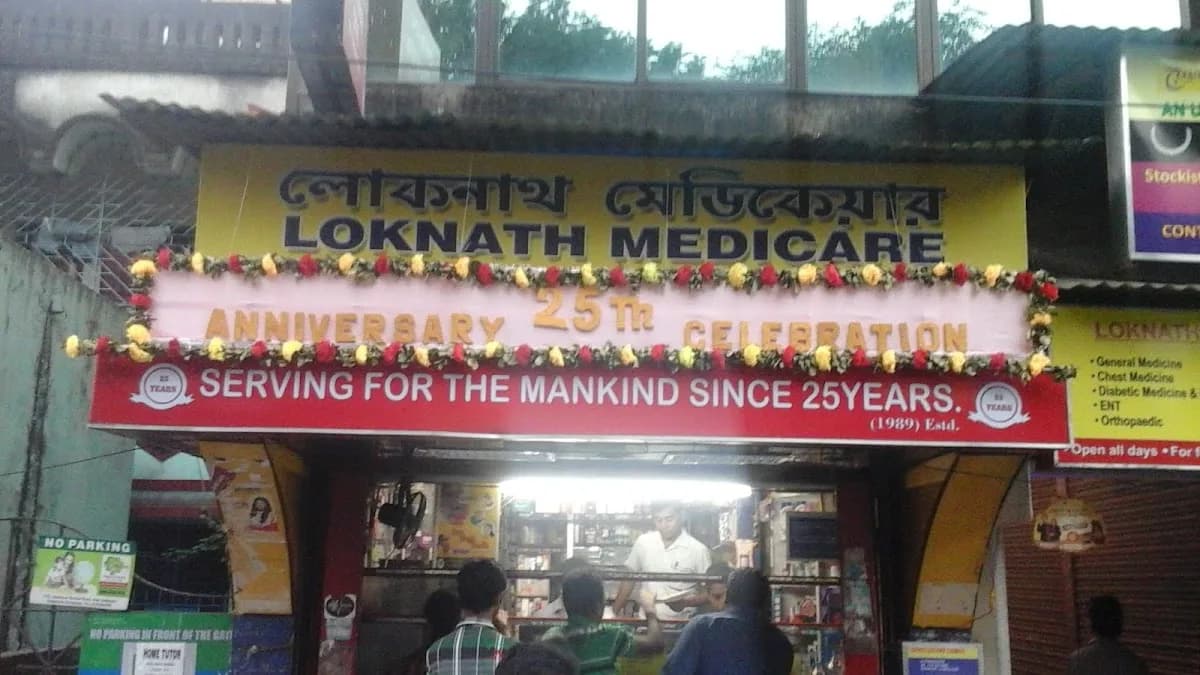 লোকনাথ মেডিকেয়ার
LOKNATH MEDICARE
ANNIVERSARY 25TH CELEBRATION
25 YEARS
SERVING FOR THE MANKIND SINCE 25YEARS.
25 YEARS
(1989) Estd.
AN U
Stockis
CONT
LOKNATH
• General Medicine
• Chest Medicine
• Diabetic Medicine &
• ENT
• Orthopaedic
Open all days • For
NO PARKING
NO PARKING IN FRONT OF THE GAT
HOME TUTOR